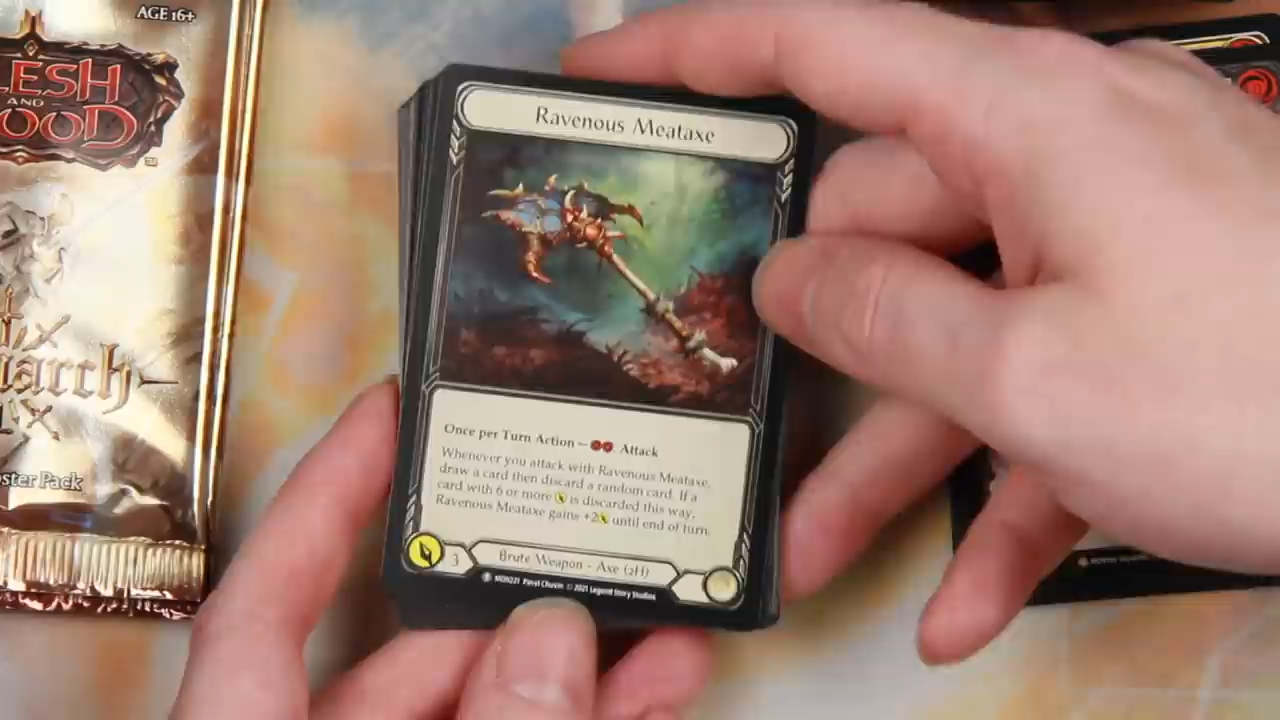 AGE 16+
LESH
AND
OOD
TM
arch
ster Pack
Ravenous Meataxe
Once per Turn Action – Attack
Whenever you attack with Ravenous Meataxe,
draw a card then discard a random card. If a
card with 6 or more is discarded this way,
Ravenous Meataxe gains +2 until end of turn.
3
Brute Weapon - Axe (2H)
MON221 Pavel Chuvin © 2021 Legend Story Studios